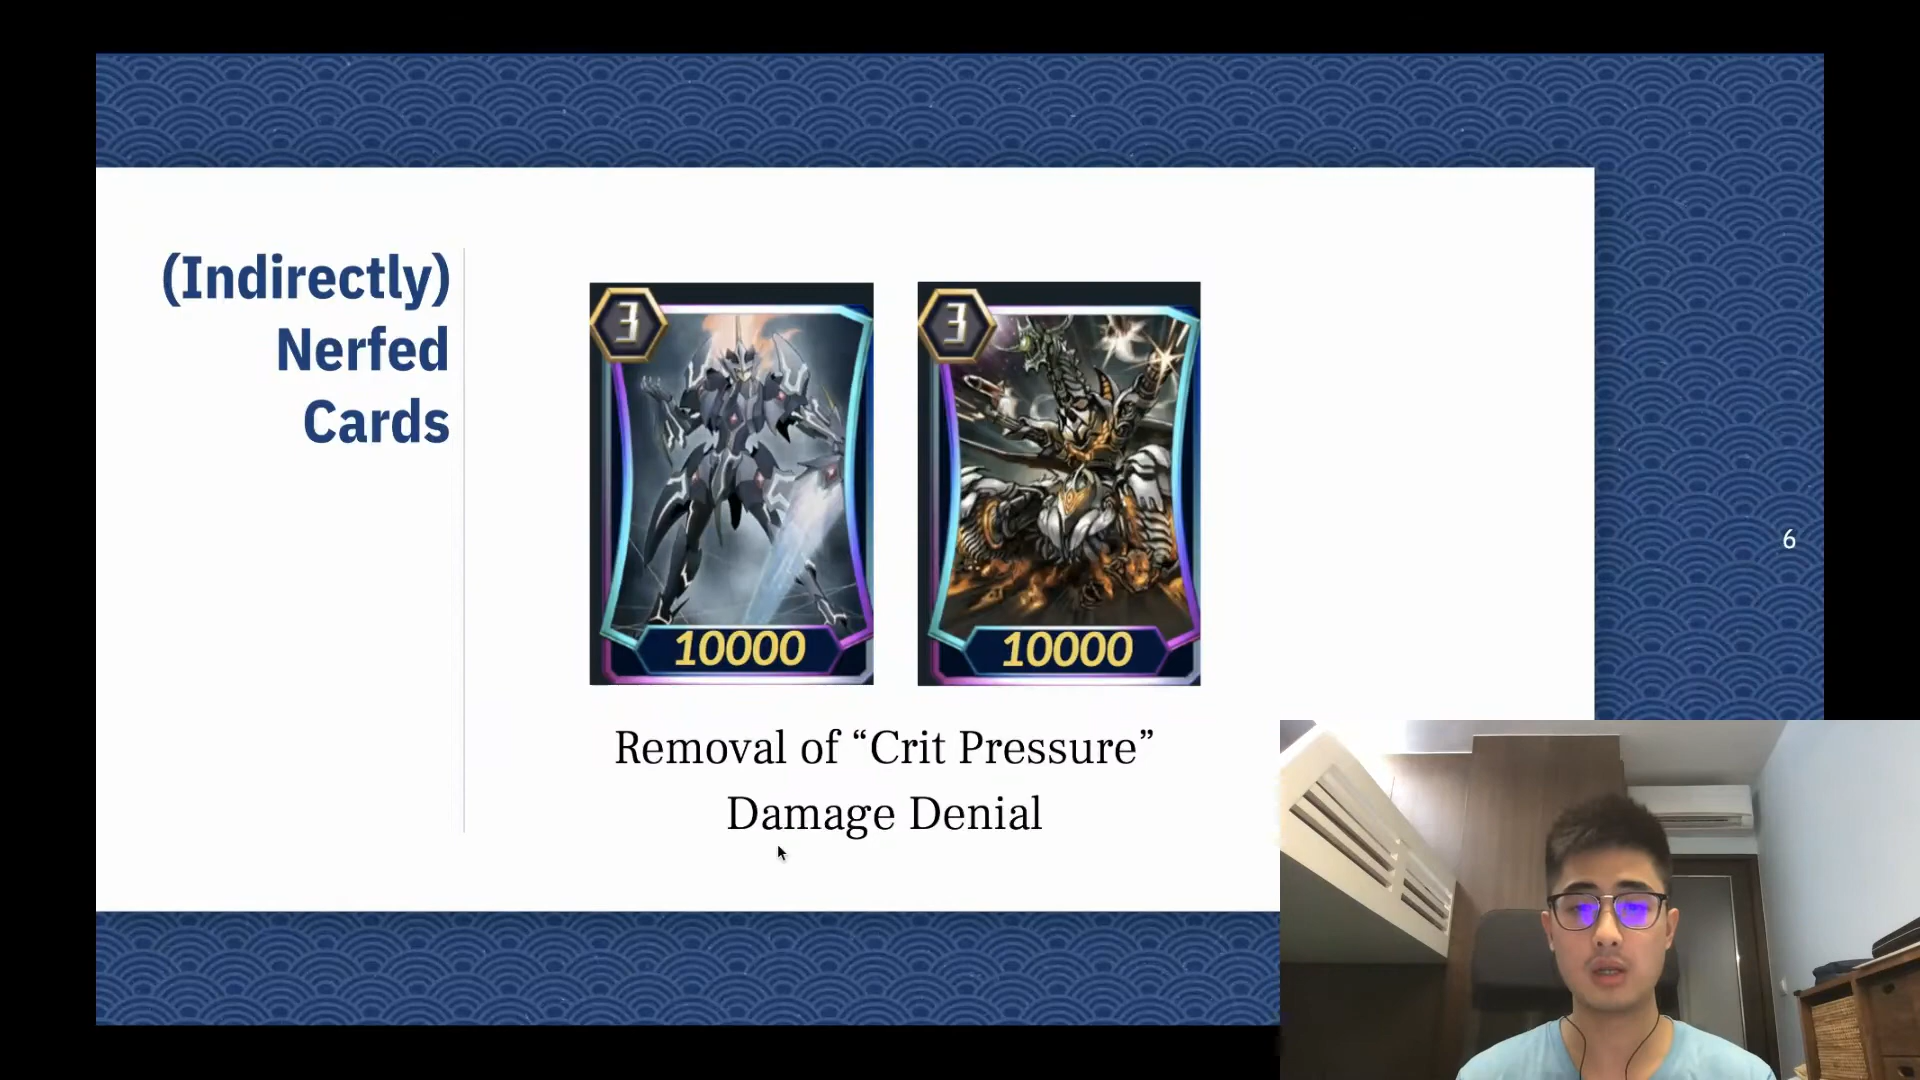 (Indirectly)
Nerfed
Cards
3
3
10000
10000
Removal of “Crit Pressure”
Damage Denial
6